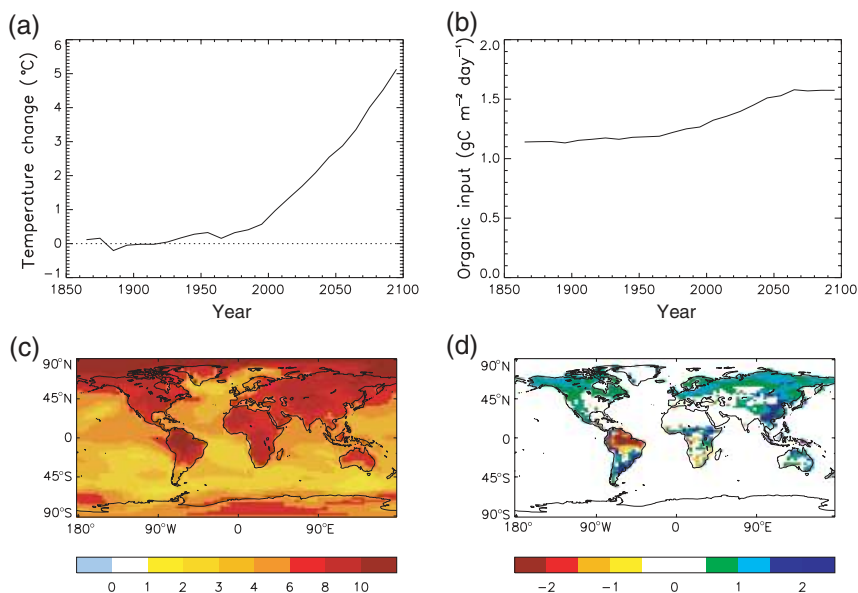 (a)
6
5
4
3
2
1
0
−1
Temperature change (°C)
1850 1900 1950 2000 2050 2100
Year
(b)
2.0
1.5
1.0
0.5
0.0
Organic input (gC m⁻² day⁻¹)
1850 1900 1950 2000 2050 2100
Year
(c)
90°N
45°N
0
45°S
90°S
180° 90°W 0 90°E
0 1 2 3 4 6 8 10
(d)
90°N
45°N
0
45°S
90°S
180° 90°W 0 90°E
−2 −1 0 1 2